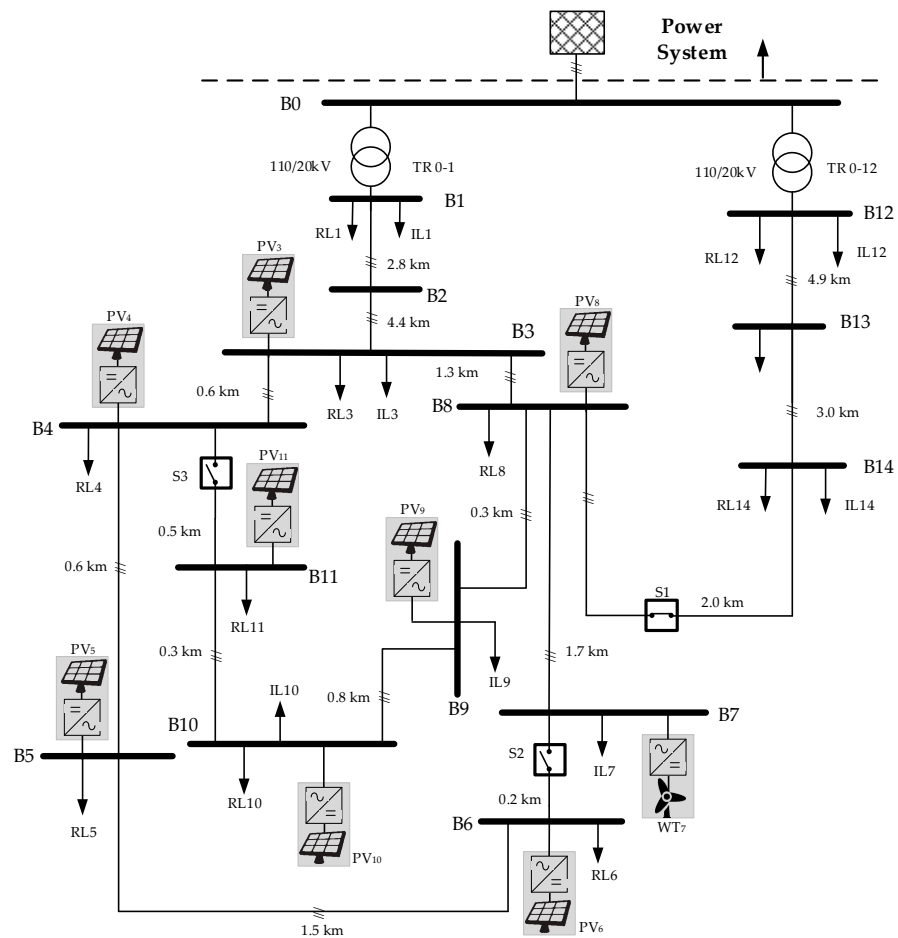 Power
System
B0
110/20kV
TR 0-1
110/20kV
TR 0-12
B1
B12
RL1
IL1
RL12
IL12
PV3
2.8 km
4.9 km
B2
PV8
PV4
4.4 km
B3
B13
1.3 km
0.6 km
RL3
IL3
B8
3.0 km
B4
RL4
S3
PV11
RL8
B14
RL14
IL14
PV9
0.3 km
0.5 km
0.6 km
B11
S1
2.0 km
RL11
PV5
0.3 km
1.7 km
IL10
0.8 km
IL9
B9
B10
B7
B5
S2
IL7
RL10
0.2 km
RL5
B6
WT7
PV10
RL6
PV6
1.5 km